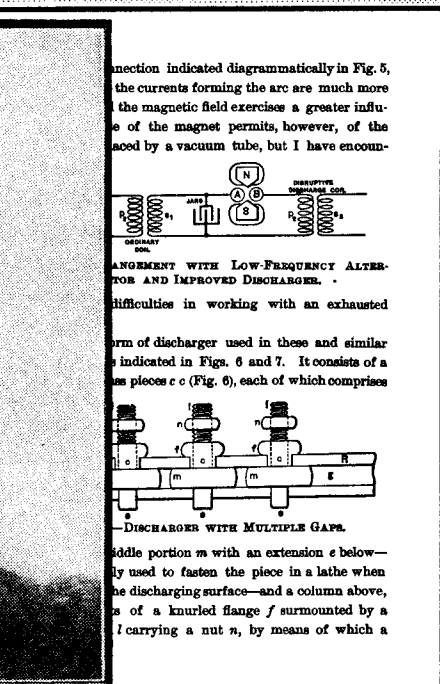 nnection indicated diagrammatically in Fig. 5,
the currents forming the arc are much more
the magnetic field exercises a greater influ-
e of the magnet permits, however, of the
aced by a vacuum tube, but I have encoun-
N
DISRUPTIVE
DISCHARGE COIL
JARS
A B
P₁ S₁
P₂ S₂
S
ORDINARY
COIL
ANGEMENT WITH LOW-FREQUENCY ALTER-
TOR AND IMPROVED DISCHARGER.
difficulties in working with an exhausted
orm of discharger used in these and similar
s indicated in Figs. 6 and 7. It consists of a
ss pieces c c (Fig. 6), each of which comprises
l l
n n
f f
c c c R
m m E
e e e
—DISCHARGER WITH MULTIPLE GAPS.
iddle portion m with an extension e below—
ly used to fasten the piece in a lathe when
he discharging surface—and a column above,
s of a knurled flange f surmounted by a
l carrying a nut n, by means of which a